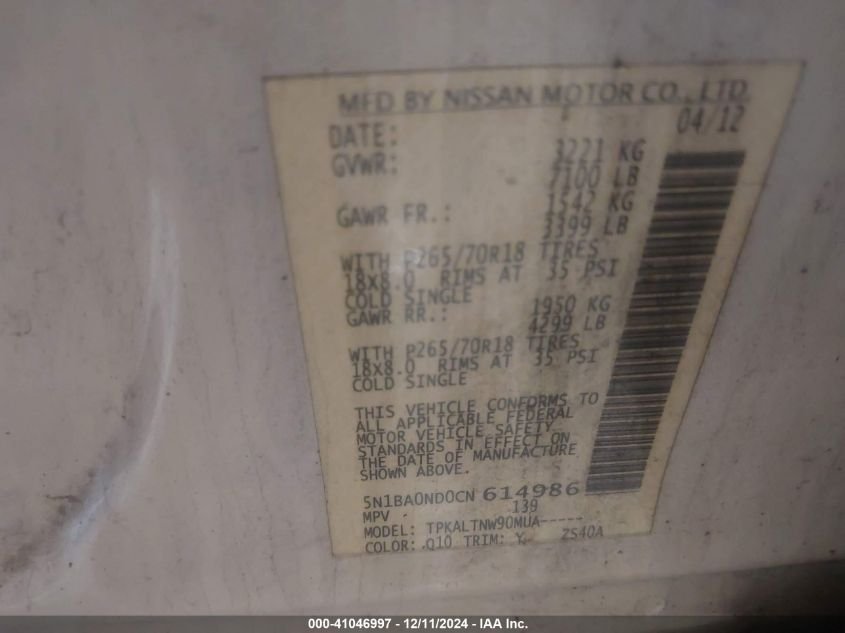 MFD BY NISSAN MOTOR CO., LTD.
DATE: 04/12
GVWR: 3221 KG
7100 LB
GAWR FR.: 1542 KG
3399 LB
WITH P265/70R18 TIRES
18X8.0 RIMS AT 35 PSI
COLD SINGLE
GAWR RR.: 1950 KG
4299 LB
WITH P265/70R18 TIRES
18X8.0 RIMS AT 35 PSI
COLD SINGLE
THIS VEHICLE CONFORMS TO
ALL APPLICABLE FEDERAL
MOTOR VEHICLE SAFETY
STANDARDS IN EFFECT ON
THE DATE OF MANUFACTURE
SHOWN ABOVE.
5N1BA0ND0CN 614986
MPV 139
MODEL: TPKALTNW90MUA-----
COLOR: Q10 TRIM: Y ZS40A
000-41046997 - 12/11/2024 - IAA Inc.